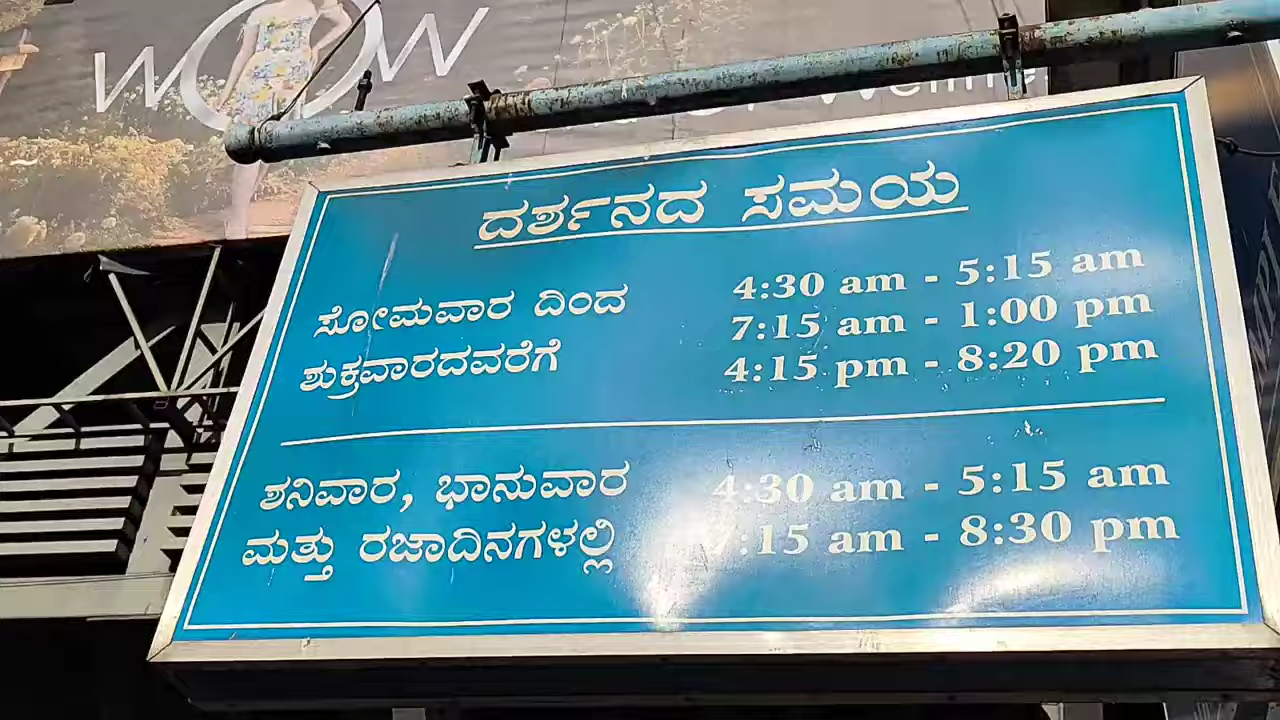 WOW
ದರ್ಶನದ ಸಮಯ
ಸೋಮವಾರ ದಿಂದ
ಶುಕ್ರವಾರದವರೆಗೆ
4:30 am - 5:15 am
7:15 am - 1:00 pm
4:15 pm - 8:20 pm
ಶನಿವಾರ, ಭಾನುವಾರ
ಮತ್ತು ರಜಾದಿನಗಳಲ್ಲಿ
4:30 am - 5:15 am
7:15 am - 8:30 pm